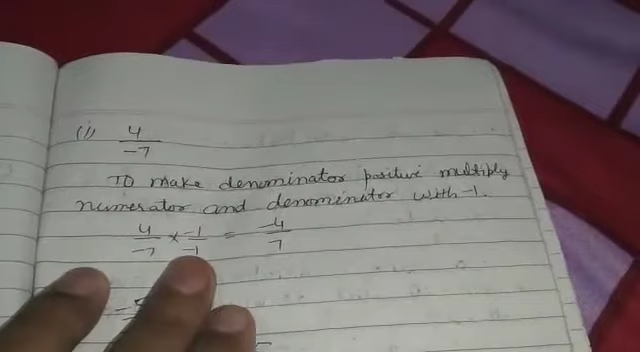 (i) 4/-7
TO make denominator positive multiply
numerator and denominator with -1.
4/-7 × -1/-1 = -4/7